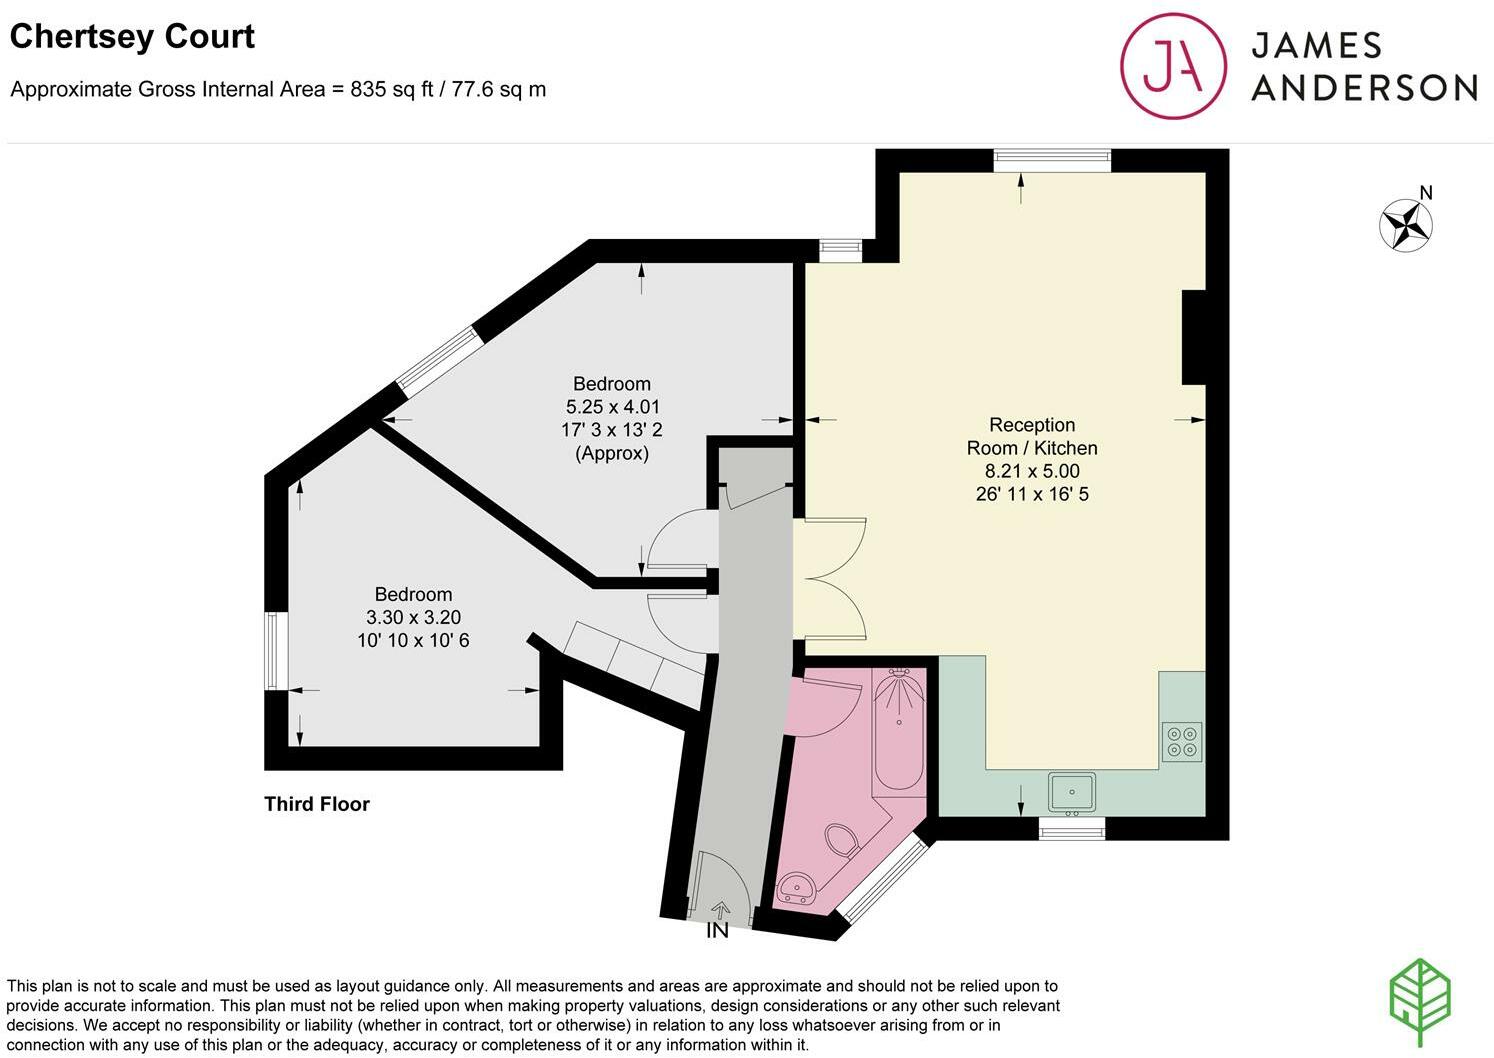 Chertsey Court
Approximate Gross Internal Area = 835 sq ft / 77.6 sq m
JA
JAMES
ANDERSON
N
Bedroom
5.25 x 4.01
17' 3 x 13' 2
(Approx)
Reception
Room / Kitchen
8.21 x 5.00
26' 11 x 16' 5
Bedroom
3.30 x 3.20
10' 10 x 10' 6
Third Floor
IN
This plan is not to scale and must be used as layout guidance only. All measurements and areas are approximate and should not be relied upon to
provide accurate information. This plan must not be relied upon when making property valuations, design considerations or any other such relevant
decisions. We accept no responsibility or liability (whether in contract, tort or otherwise) in relation to any loss whatsoever arising from or in
connection with any use of this plan or the adequacy, accuracy or completeness of it or any information within it.